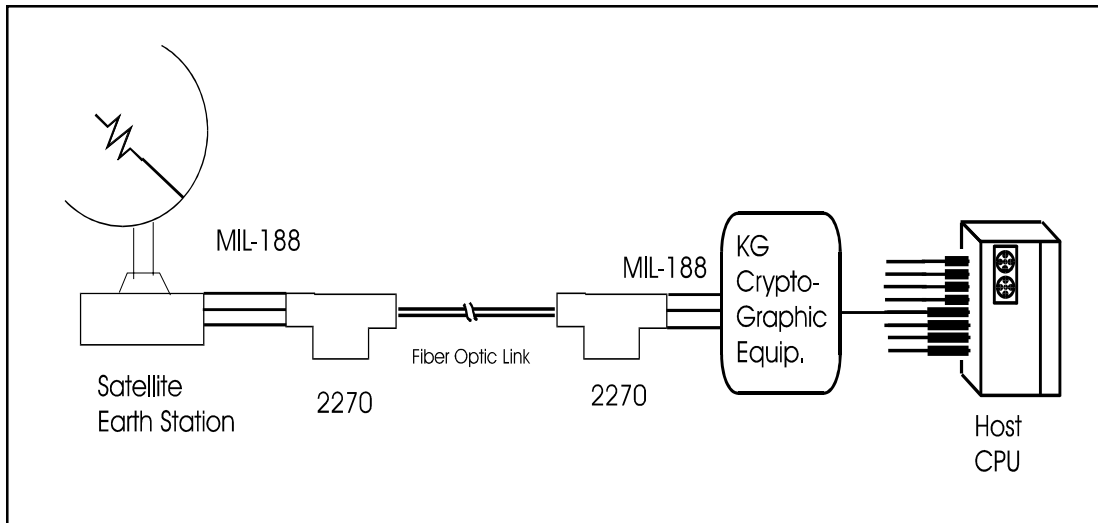 MIL-188
MIL-188
KG
Crypto-
Graphic
Equip.
Fiber Optic Link
Satellite
Earth Station
2270
2270
Host
CPU